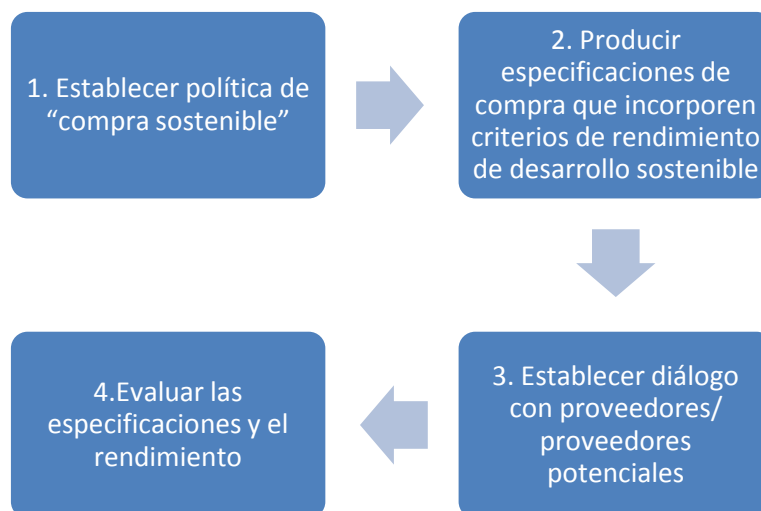 1. Establecer política de
“compra sostenible”
2. Producir
especificaciones de
compra que incorporen
criterios de rendimiento
de desarrollo sostenible
3. Establecer diálogo
con proveedores/
proveedores
potenciales
4.Evaluar las
especificaciones y el
rendimiento